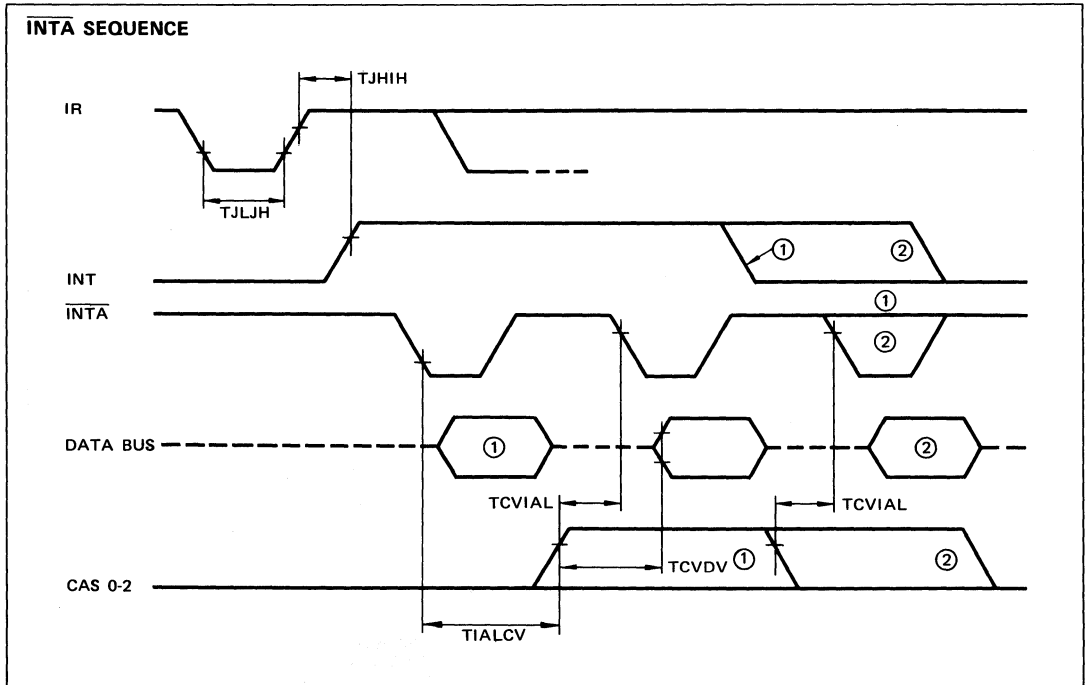 INTA SEQUENCE
TJHIH
IR
TJLJH
①
②
INT
①
INTA
②
DATA BUS
①
②
TCVIAL
TCVIAL
TCVDV
①
②
CAS 0-2
TIALCV